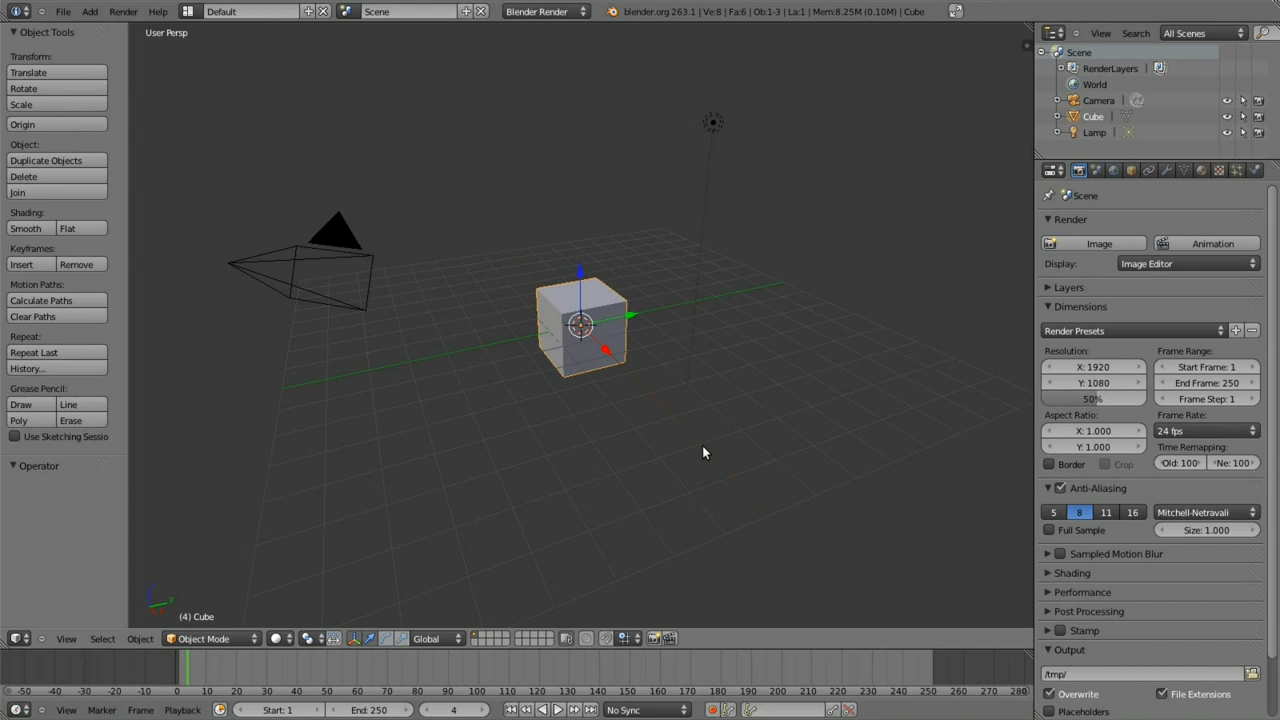 File Add Render Help Default Scene Blender Render blender.org 263.1 | Ve:8 | Fa:6 | Ob:1-3 | La:1 | Mem:8.25M (0.10M) | Cube
Object Tools
Transform:
Translate
Rotate
Scale
Origin
Object:
Duplicate Objects
Delete
Join
Shading:
Smooth Flat
Keyframes:
Insert Remove
Motion Paths:
Calculate Paths
Clear Paths
Repeat:
Repeat Last
History...
Grease Pencil:
Draw Line
Poly Erase
Use Sketching Sessio
Operator
User Persp
(4) Cube
View Select Object Object Mode Global
View Search All Scenes
Scene
RenderLayers
World
Camera
Cube
Lamp
Scene
Render
Image Animation
Display: Image Editor
Layers
Dimensions
Render Presets
Resolution: Frame Range:
X: 1920 Start Frame: 1
Y: 1080 End Frame: 250
50% Frame Step: 1
Aspect Ratio: Frame Rate:
X: 1.000 24 fps
Y: 1.000 Time Remapping:
Border Crop Old: 100 Ne: 100
Anti-Aliasing
5 8 11 16 Mitchell-Netravali
Full Sample Size: 1.000
Sampled Motion Blur
Shading
Performance
Post Processing
Stamp
Output
/tmp/
Overwrite File Extensions
Placeholders
-50 -40 -30 -20 -10 0 10 20 30 40 50 60 70 80 90 100 110 120 130 140 150 160 170 180 190 200 210 220 230 240 250 260 270 280
View Marker Frame Playback Start: 1 End: 250 4 No Sync